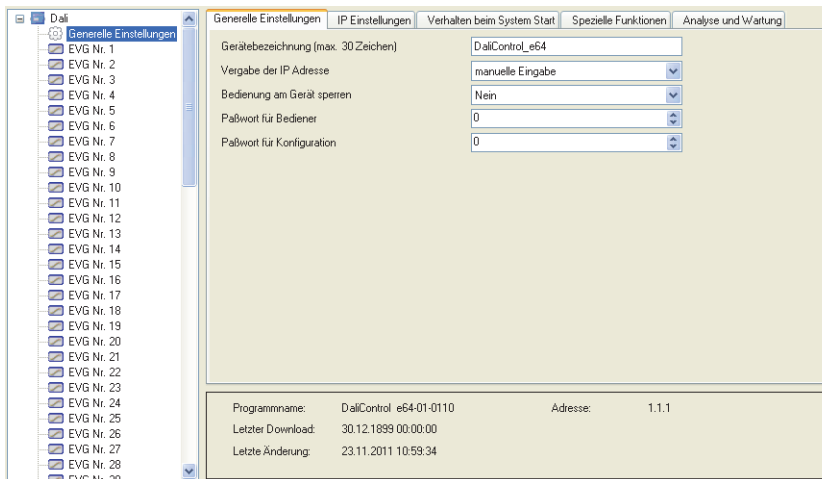 Dali
Generelle Einstellungen
EVG Nr. 1
EVG Nr. 2
EVG Nr. 3
EVG Nr. 4
EVG Nr. 5
EVG Nr. 6
EVG Nr. 7
EVG Nr. 8
EVG Nr. 9
EVG Nr. 10
EVG Nr. 11
EVG Nr. 12
EVG Nr. 13
EVG Nr. 14
EVG Nr. 15
EVG Nr. 16
EVG Nr. 17
EVG Nr. 18
EVG Nr. 19
EVG Nr. 20
EVG Nr. 21
EVG Nr. 22
EVG Nr. 23
EVG Nr. 24
EVG Nr. 25
EVG Nr. 26
EVG Nr. 27
EVG Nr. 28
Generelle Einstellungen IP Einstellungen Verhalten beim System Start Spezielle Funktionen Analyse und Wartung
Gerätebezeichnung (max. 30 Zeichen) DaliControl_e64
Vergabe der IP Adresse manuelle Eingabe
Bedienung am Gerät sperren Nein
Paßwort für Bediener 0
Paßwort für Konfiguration 0
Programmname: DaliControl e64-01-0110 Adresse: 1.1.1
Letzter Download: 30.12.1899 00:00:00
Letzte Änderung: 23.11.2011 10:59:34